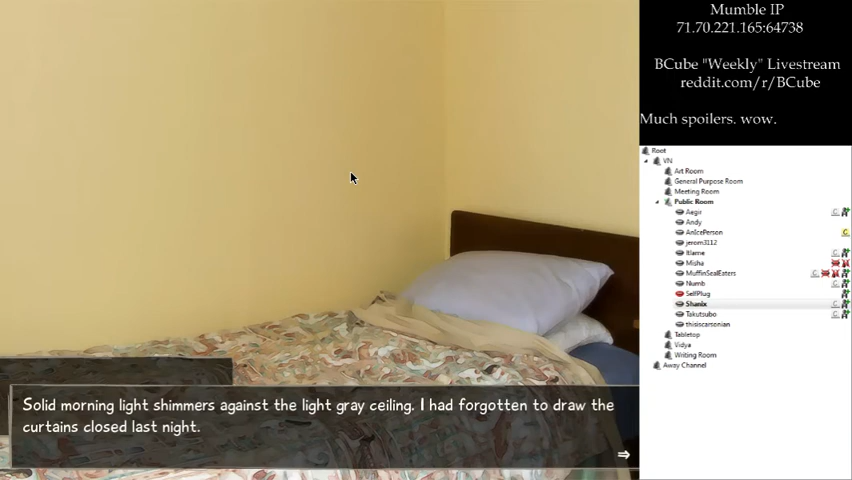 Mumble IP
71.70.221.165:64738
BCube "Weekly" Livestream
reddit.com/r/BCube
Much spoilers. wow.
Root
VN
Art Room
General Purpose Room
Meeting Room
Public Room
Aegir
Andy
AnIcePerson
jerom3112
Blame
Misha
MuffinSealEaters
Numb
SelfPlug
Shanix
Takutsubo
thisiscarsonian
Tabletop
Vidya
Writing Room
Away Channel
Solid morning light shimmers against the light gray ceiling. I had forgotten to draw the
curtains closed last night.